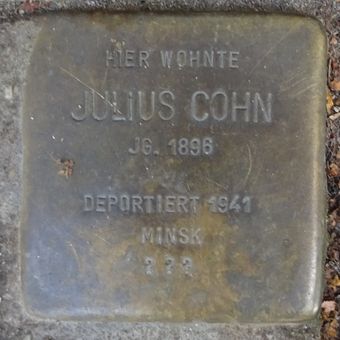 HIER WOHNTE
JULIUS COHN
JG. 1896
DEPORTIERT 1941
MINSK
? ? ?